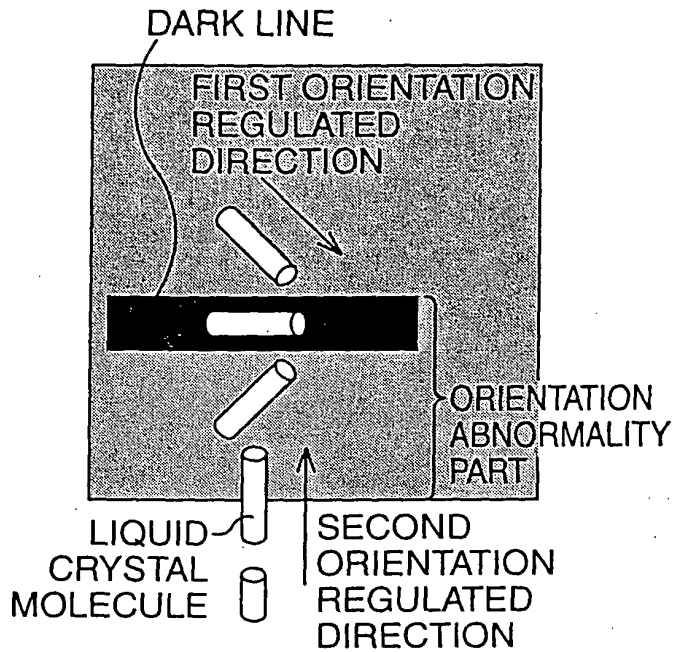 DARK LINE
FIRST ORIENTATION
REGULATED
DIRECTION
ORIENTATION
ABNORMALITY
PART
LIQUID
CRYSTAL
MOLECULE
SECOND
ORIENTATION
REGULATED
DIRECTION